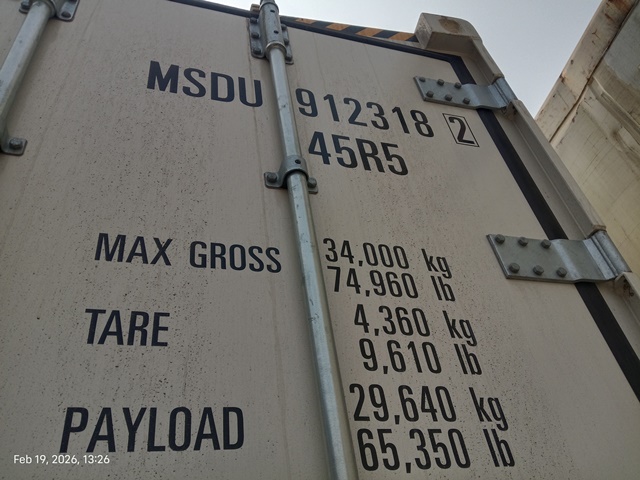 MSDU 912318 2
45R5
MAX GROSS 34,000 kg
74,960 lb
TARE 4,360 kg
9,610 lb
PAYLOAD 29,640 kg
65,350 lb
Feb 19, 2026, 13:26